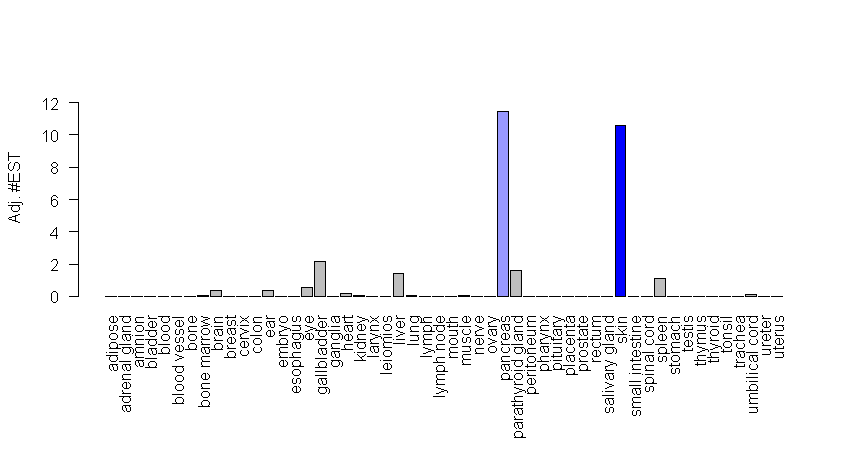 Adj. #EST
12
10
8
6
4
2
0
adipose
adrenal gland
amnion
bladder
blood
blood vessel
bone
bone marrow
brain
breast
cervix
colon
ear
embryo
esophagus
eye
gallbladder
ganglia
heart
kidney
larynx
leiomios
liver
lung
lymph
lymph node
mouth
muscle
nerve
ovary
pancreas
parathyroid gland
peritoneum
pharynx
pituitary
placenta
prostate
rectum
salivary gland
skin
small intestine
spinal cord
spleen
stomach
testis
thymus
thyroid
tonsil
trachea
umbilical cord
ureter
uterus